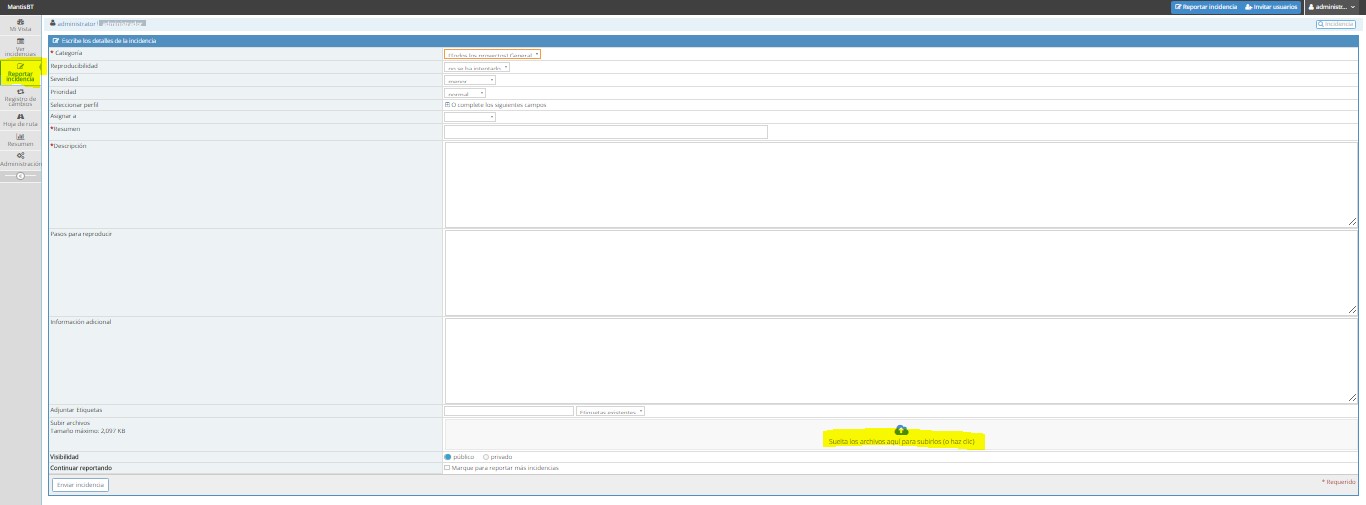 MantisBT
Reportar incidencia Invitar usuarios administr...
administrator
Incidencia
Mi Vista
Ver incidencias
Reportar incidencia
Registro de cambios
Hoja de ruta
Resumen
Administración
Escribe los detalles de la incidencia
* Categoría [todos los proyectos] General
Reproducibilidad no se ha intentado
Severidad menor
Prioridad normal
Seleccionar perfil O complete los siguientes campos
Asignar a
*Resumen
*Descripción
Pasos para reproducir
Información adicional
Adjuntar Etiquetas Etiquetas existentes
Subir archivos
Tamaño máximo: 2,097 KB
Suelta los archivos aquí para subirlos (o haz clic)
Visibilidad público privado
Continuar reportando Marque para reportar más incidencias
Enviar incidencia
* Requerido